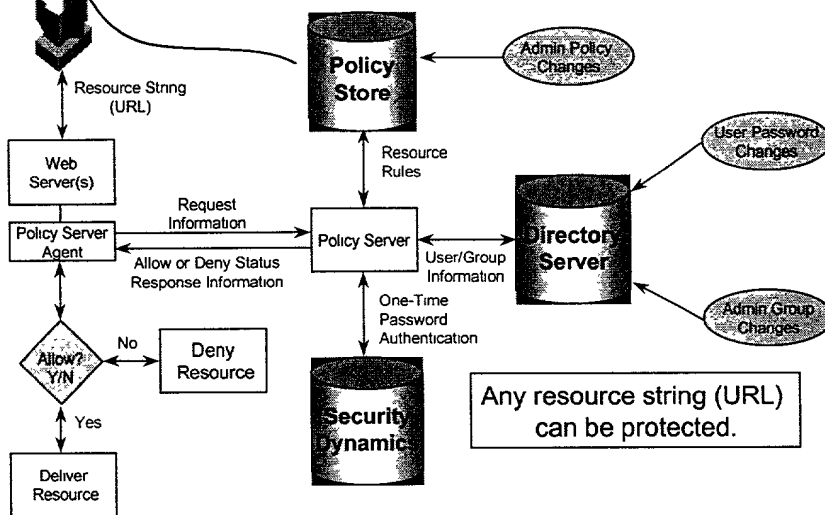 Admin Policy
Changes
Policy
Store
Resource String
(URL)
User Password
Changes
Web
Server(s)
Resource
Rules
Request
Information
Policy Server
Agent
Policy Server
Directory
Server
Allow or Deny Status
Response Information
User/Group
Information
One-Time
Password
Authentication
Admin Group
Changes
Allow?
Y/N
No
Deny
Resource
Security
Dynamics
Any resource string (URL)
can be protected.
Yes
Deliver
Resource